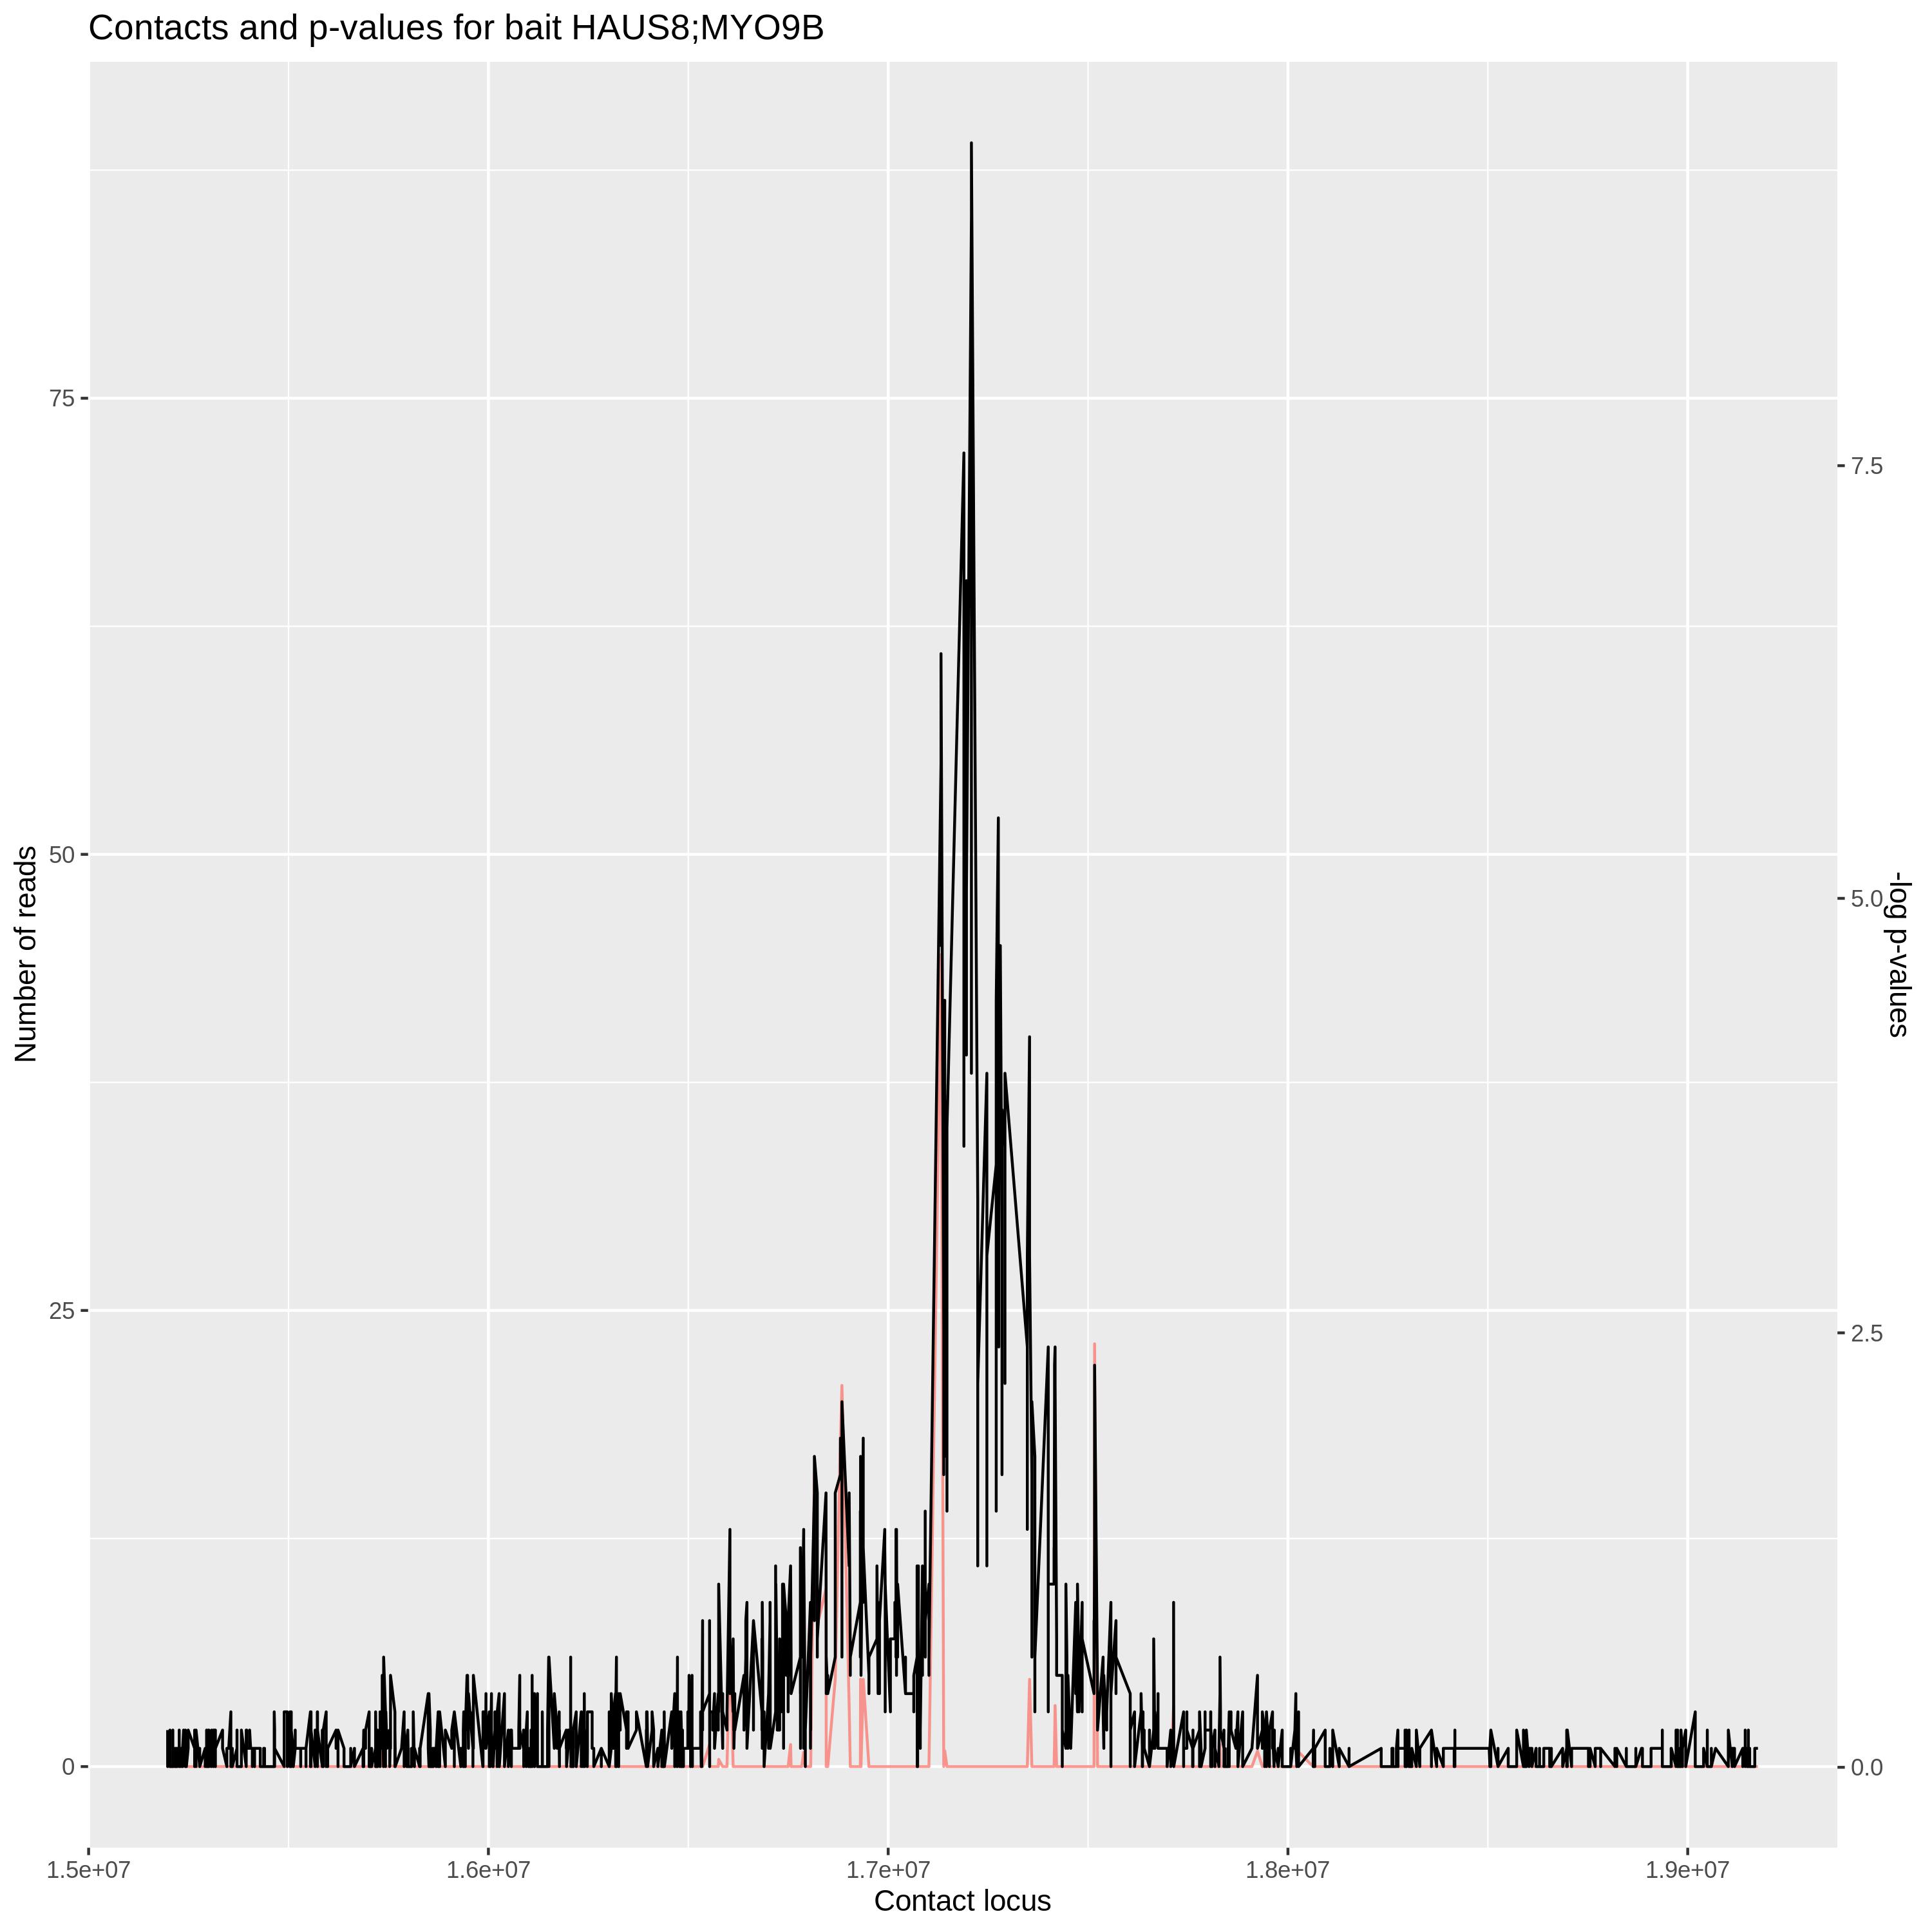 Contacts and p-values for bait HAUS8;MYO9B
75
50
25
0
Number of reads
7.5
5.0
2.5
0.0
-log p-values
1.5e+07
1.6e+07
1.7e+07
1.8e+07
1.9e+07
Contact locus